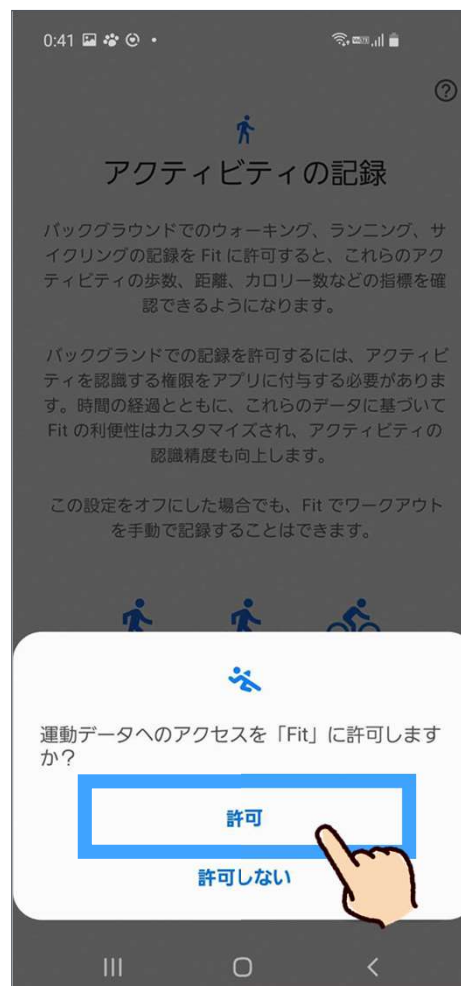 0:41
アクティビティの記録
バックグラウンドでのウォーキング、ランニング、サ
イクリングの記録を Fit に許可すると、これらのアク
ティビティの歩数、距離、カロリー数などの指標を確
認できるようになります。
バックグランドでの記録を許可するには、アクティビ
ティを認識する権限をアプリに付与する必要がありま
す。時間の経過とともに、これらのデータに基づいて
Fit の利便性はカスタマイズされ、アクティビティの
認識精度も向上します。
この設定をオフにした場合でも、Fit でワークアウト
を手動で記録することはできます。
運動データへのアクセスを「Fit」に許可します
か？
許可
許可しない